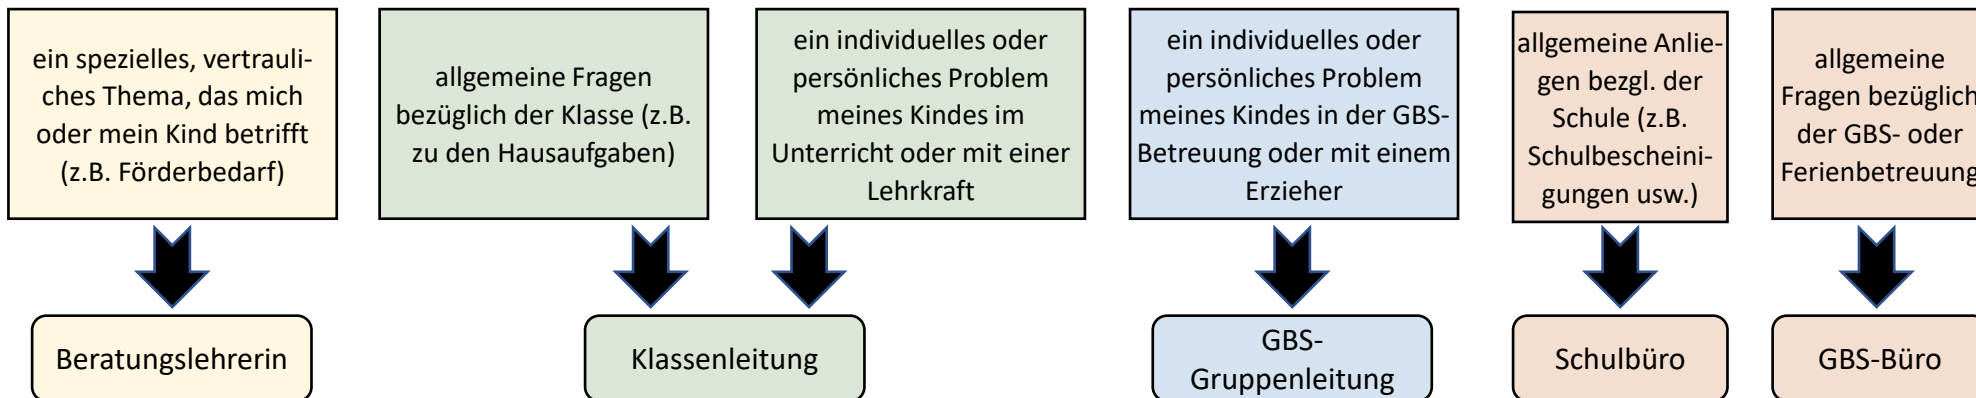 ein spezielles, vertrauli-
ches Thema, das mich
oder mein Kind betrifft
(z.B. Förderbedarf)
allgemeine Fragen
bezüglich der Klasse (z.B.
zu den Hausaufgaben)
ein individuelles oder
persönliches Problem
meines Kindes im
Unterricht oder mit einer
Lehrkraft
ein individuelles oder
persönliches Problem
meines Kindes in der GBS-
Betreuung oder mit einem
Erzieher
allgemeine Anlie-
gen bezgl. der
Schule (z.B.
Schulbescheini-
gungen usw.)
allgemeine
Fragen bezüglich
der GBS- oder
Ferienbetreuung
Beratungslehrerin
Klassenleitung
GBS-
Gruppenleitung
Schulbüro
GBS-Büro